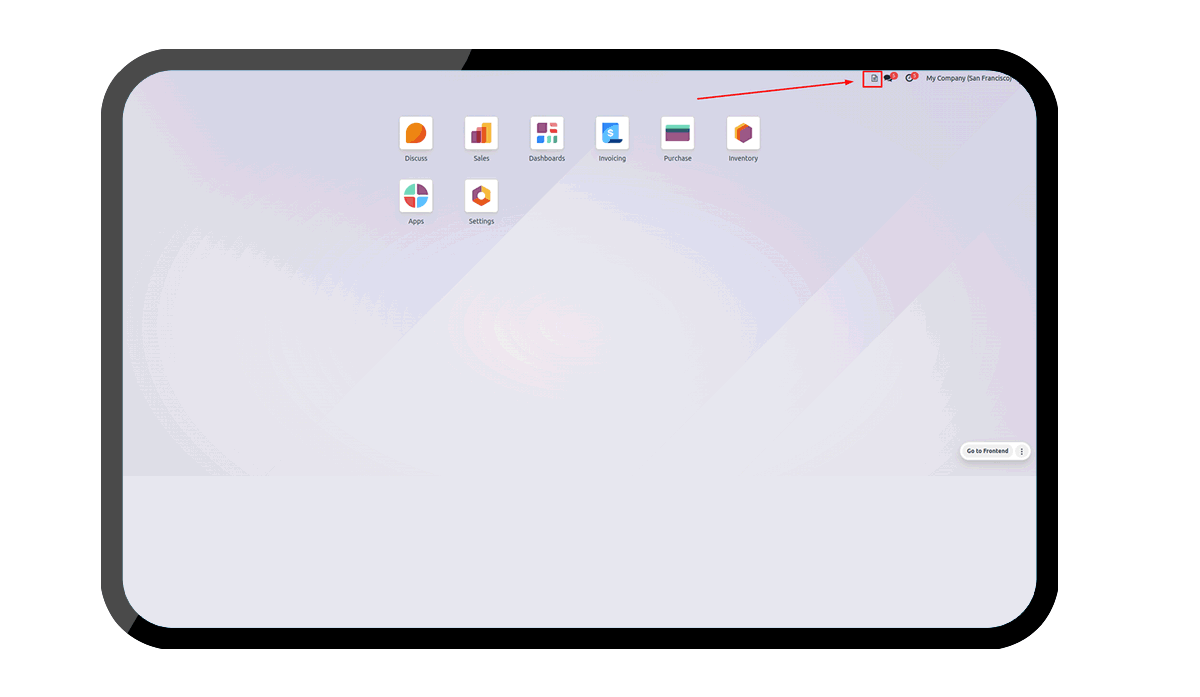 My Company (San Francisco)
Discuss
Sales
Dashboards
Invoicing
Purchase
Inventory
Apps
Settings
Go to Frontend